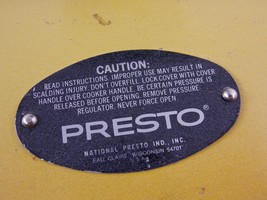 CAUTION:
READ INSTRUCTIONS. IMPROPER USE MAY RESULT IN
SCALDING INJURY. DON'T OVERFILL. LOCK COVER WITH COVER
HANDLE OVER COOKER HANDLE. BE CERTAIN PRESSURE IS
RELEASED BEFORE OPENING. REMOVE PRESSURE
REGULATOR. NEVER FORCE OPEN
PRESTO®
NATIONAL PRESTO IND., INC.
EAU CLAIRE, WISCONSIN 54701